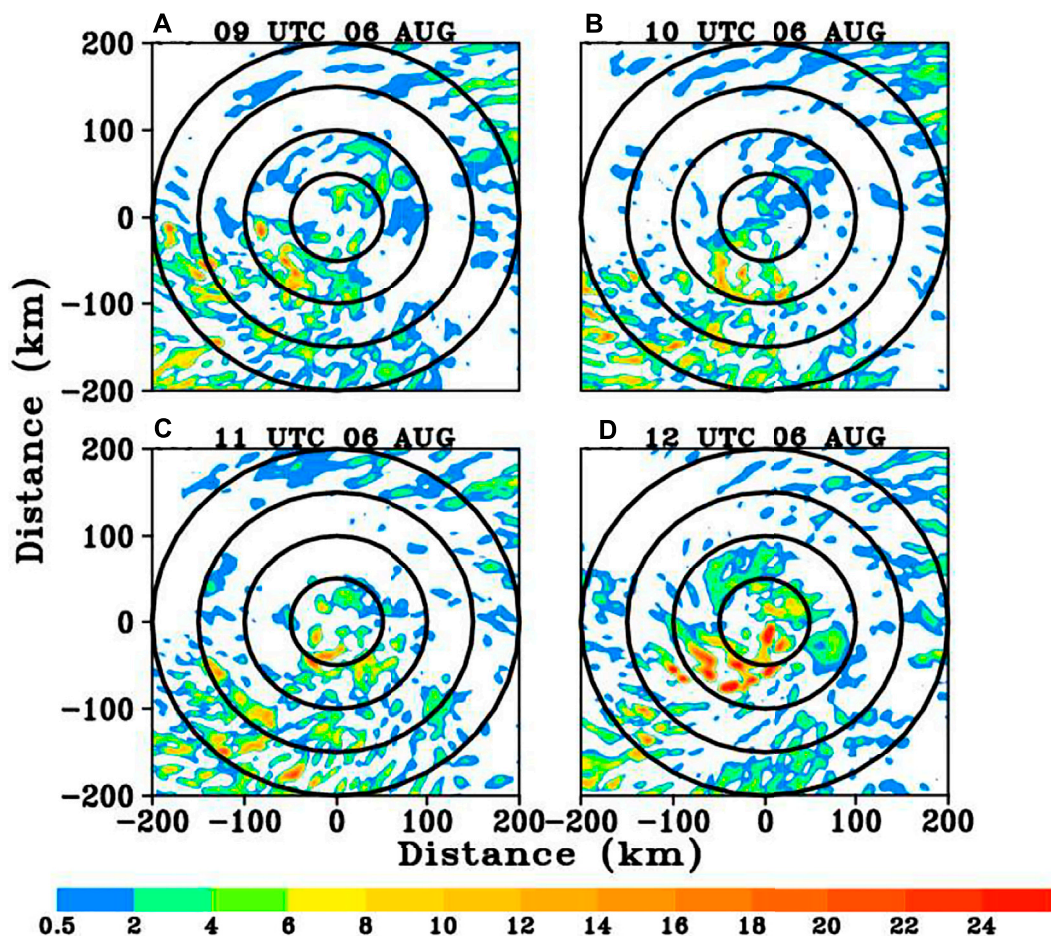 A
09 UTC 06 AUG
B
10 UTC 06 AUG
200
100
0
−100
−200
C
11 UTC 06 AUG
D
12 UTC 06 AUG
200
100
0
−100
−200
Distance (km)
−200 −100 0 100 200
−200 −100 0 100 200
Distance (km)
0.5 2 4 6 8 10 12 14 16 18 20 22 24